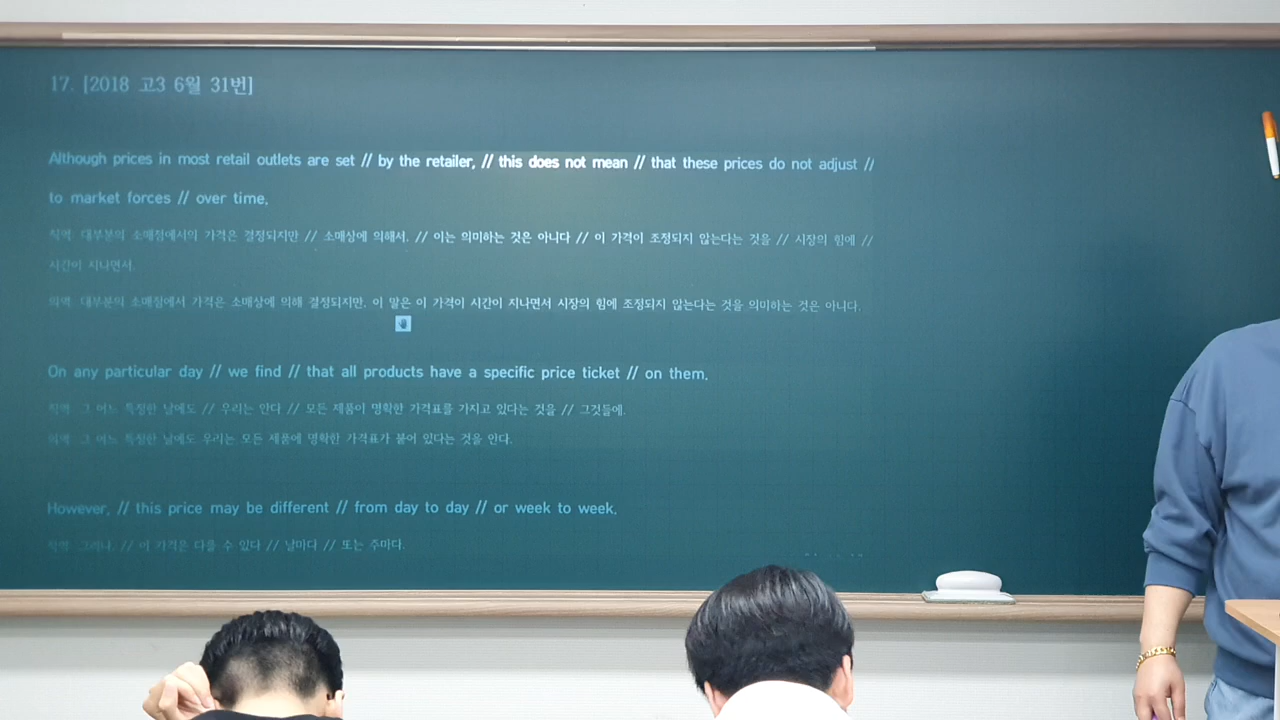 17. [2018 고3 6월 31번]
Although prices in most retail outlets are set // by the retailer, // this does not mean // that these prices do not adjust //
to market forces // over time.
직역 대부분의 소매점에서의 가격은 결정되지만 // 소매상에 의해서, // 이는 의미하는 것은 아니다 // 이 가격이 조정되지 않는다는 것을 // 시장의 힘에 //
시간이 지나면서.
의역 대부분의 소매점에서 가격은 소매상에 의해 결정되지만, 이 말은 이 가격이 시간이 지나면서 시장의 힘에 조정되지 않는다는 것을 의미하는 것은 아니다.
On any particular day // we find // that all products have a specific price ticket // on them.
직역 그 어느 특정한 날에도 // 우리는 안다 // 모든 제품이 명확한 가격표를 가지고 있다는 것을 // 그것들에.
의역 그 어느 특정한 날에도 우리는 모든 제품에 명확한 가격표가 붙어 있다는 것을 안다.
However, // this price may be different // from day to day // or week to week.
직역 그러나, // 이 가격은 다를 수 있다 // 날마다 // 또는 주마다.